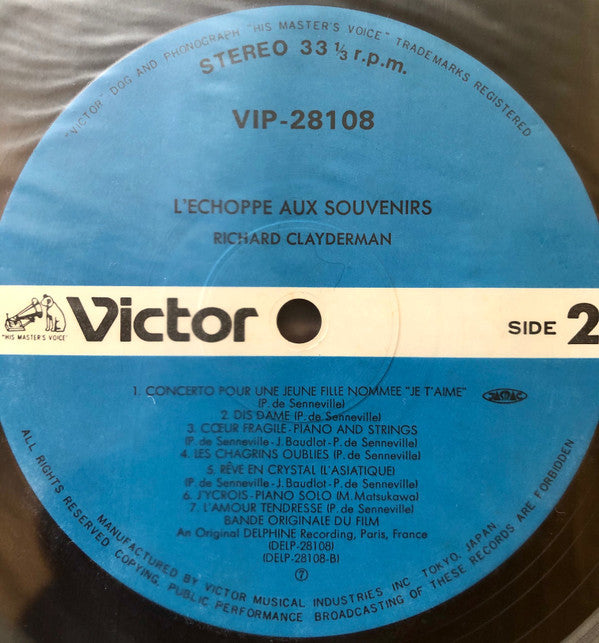 "VICTOR" DOG AND PHONOGRAPH "HIS MASTER'S VOICE" TRADEMARKS REGISTERED
STEREO 33 1/3 r.p.m.
VIP-28108
L'ECHOPPE AUX SOUVENIRS
RICHARD CLAYDERMAN
"HIS MASTER'S VOICE"
Victor
SIDE 2
1. CONCERTO POUR UNE JEUNE FILLE NOMMEE "JE T'AIME"
(P. de Senneville)
2. DIS DAME (P. de Senneville)
3. CŒUR FRAGILE-PIANO AND STRINGS
(P. de Senneville-J. Baudlot-P. de Senneville)
4. LES CHAGRINS OUBLIES (P. de Senneville)
5. RÊVE EN CRYSTAL (L'ASIATIQUE)
(P. de Senneville-J. Baudlot-P. de Senneville)
6. J'YCROIS-PIANO SOLO (M. Matsukawa)
7. L'AMOUR TENDRESSE (P. de Senneville)
BANDE ORIGINALE DU FILM
An Original DELPHINE Recording, Paris, France
(DELP-28108)
(DELP-28108-B)
⑦
JASRAC
MANUFACTURED BY VICTOR MUSICAL INDUSTRIES INC. TOKYO, JAPAN.
ALL RIGHTS RESERVED COPYING, PUBLIC PERFORMANCE BROADCASTING OF THESE RECORDS ARE FORBIDDEN